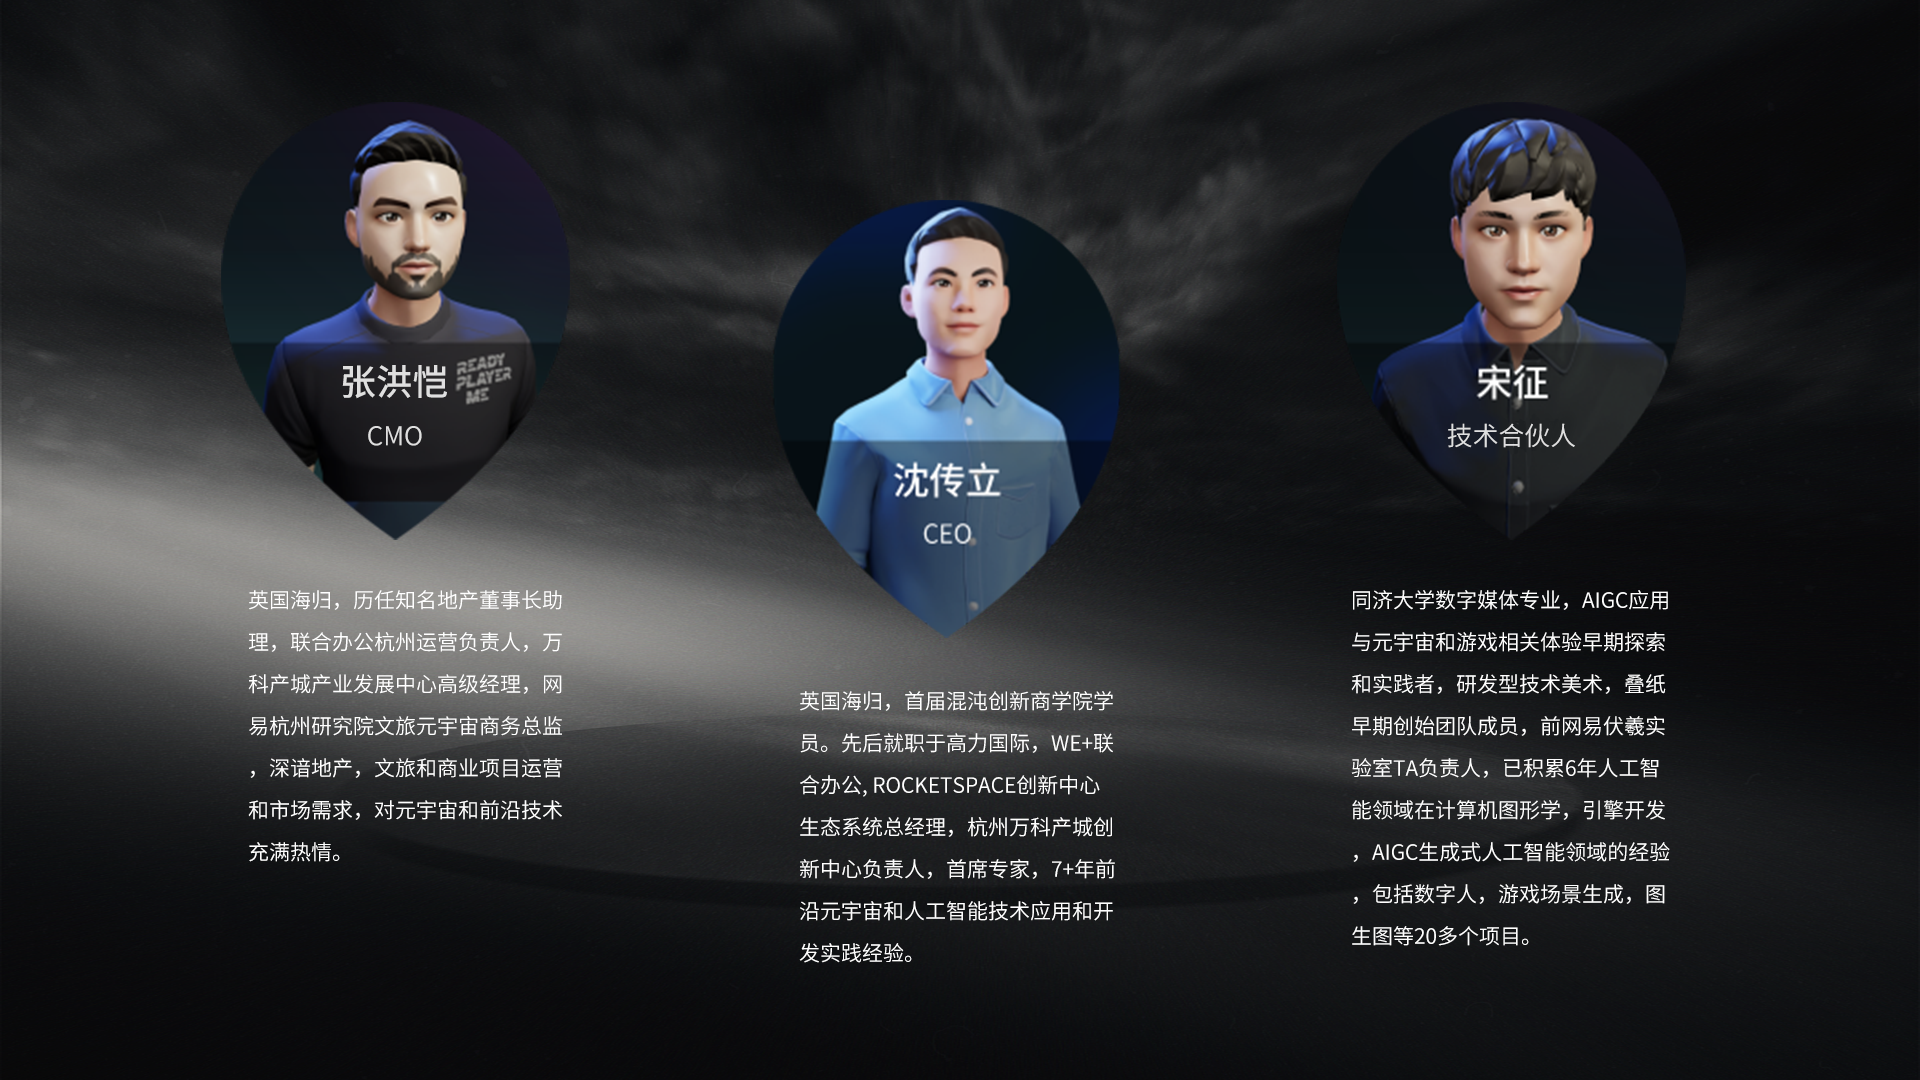 张洪恺
READY
PLAYER
ME
CMO
英国海归，历任知名地产董事长助
理，联合办公杭州运营负责人，万
科产城产业发展中心高级经理，网
易杭州研究院文旅元宇宙商务总监
，深谙地产，文旅和商业项目运营
和市场需求，对元宇宙和前沿技术
充满热情。
沈传立
CEO
英国海归，首届混沌创新商学院学
员。先后就职于高力国际，WE+联
合办公, ROCKETSPACE创新中心
生态系统总经理，杭州万科产城创
新中心负责人，首席专家，7+年前
沿元宇宙和人工智能技术应用和开
发实践经验。
宋征
技术合伙人
同济大学数字媒体专业，AIGC应用
与元宇宙和游戏相关体验早期探索
和实践者，研发型技术美术，叠纸
早期创始团队成员，前网易伏羲实
验室TA负责人，已积累6年人工智
能领域在计算机图形学，引擎开发
，AIGC生成式人工智能领域的经验
，包括数字人，游戏场景生成，图
生图等20多个项目。